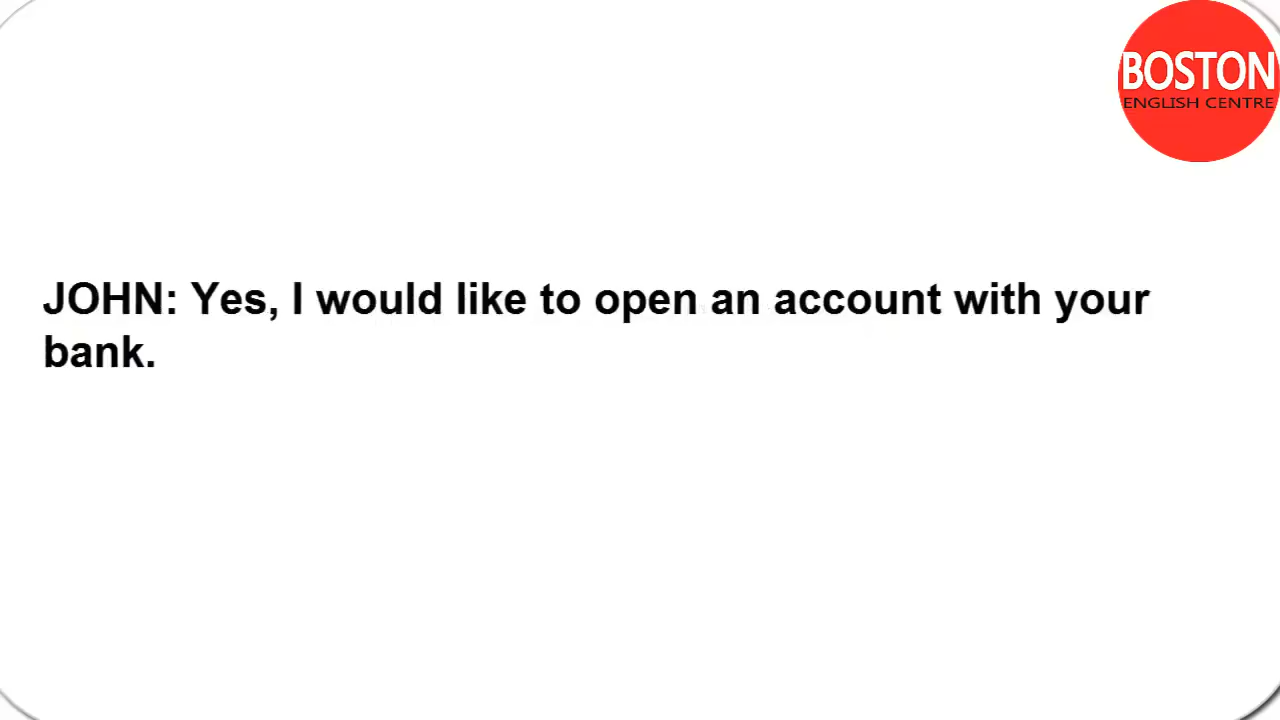 BOSTON
ENGLISH CENTRE
JOHN: Yes, I would like to open an account with your
bank.